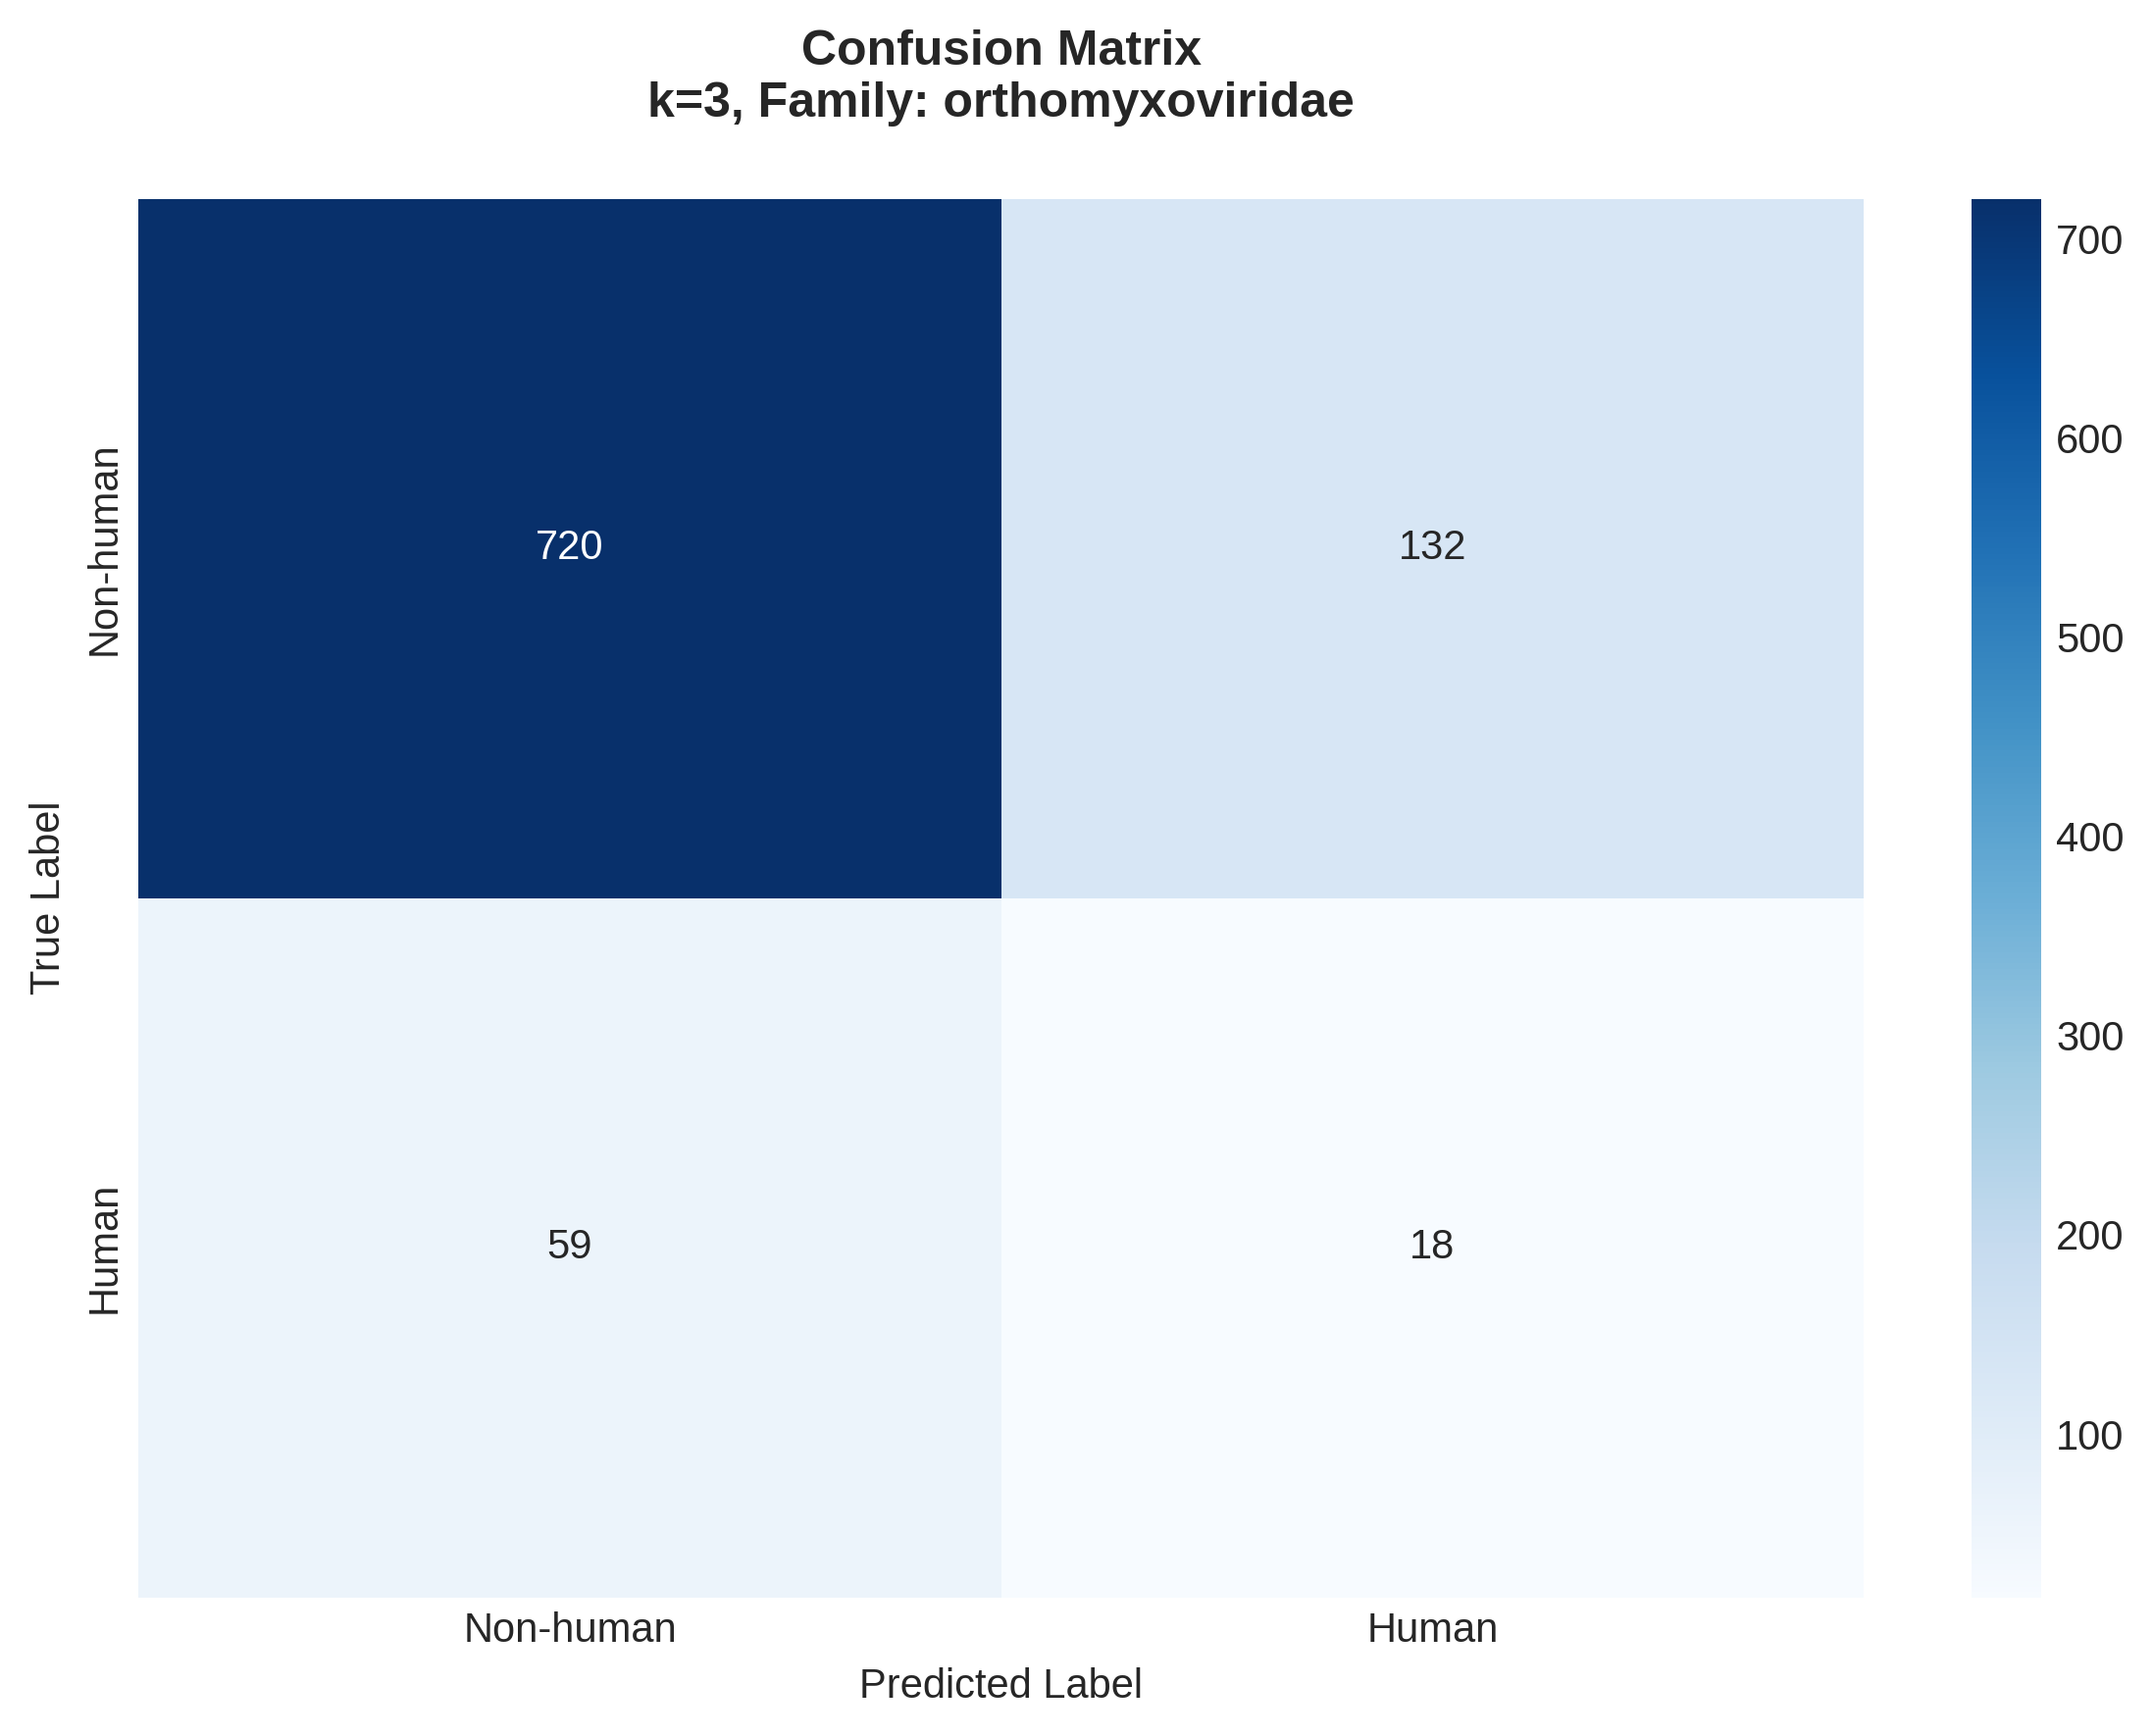 Confusion Matrix
k=3, Family: orthomyxoviridae
True Label
Non-human
720
132
Human
59
18
Non-human
Human
Predicted Label
700
600
500
400
300
200
100